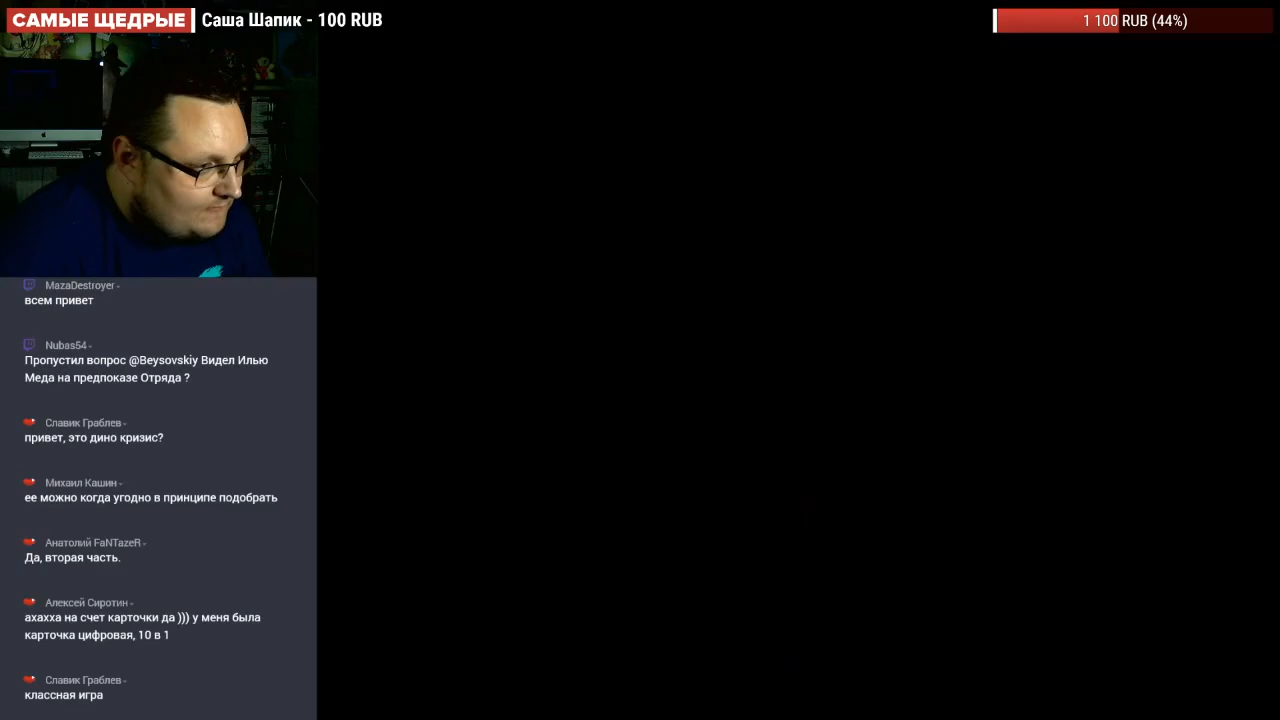 САМЫЕ ЩЕДРЫЕ Саша Шапик - 100 RUB
1 100 RUB (44%)
MazaDestroyer
всем привет
Nubas54
Пропустил вопрос @Beysovskiy Видел Илью
Меда на предпоказе Отряда ?
Славик Граблев
привет, это дино кризис?
Михаил Кашин
ее можно когда угодно в принципе подобрать
Анатолий FaNTazeR
Да, вторая часть.
Алексей Сиротин
ахахха на счет карточки да ))) у меня была
карточка цифровая, 10 в 1
Славик Граблев
классная игра